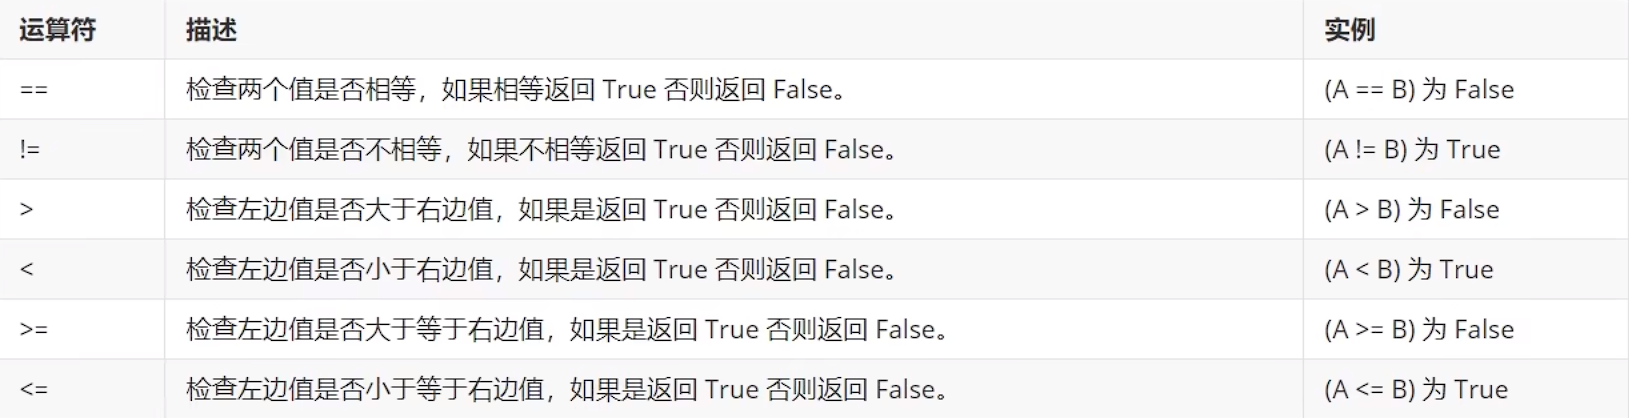 运算符 描述 实例
== 检查两个值是否相等，如果相等返回 True 否则返回 False。 (A == B) 为 False
!= 检查两个值是否不相等，如果不相等返回 True 否则返回 False。 (A != B) 为 True
> 检查左边值是否大于右边值，如果是返回 True 否则返回 False。 (A > B) 为 False
< 检查左边值是否小于右边值，如果是返回 True 否则返回 False。 (A < B) 为 True
>= 检查左边值是否大于等于右边值，如果是返回 True 否则返回 False。 (A >= B) 为 False
<= 检查左边值是否小于等于右边值，如果是返回 True 否则返回 False。 (A <= B) 为 True